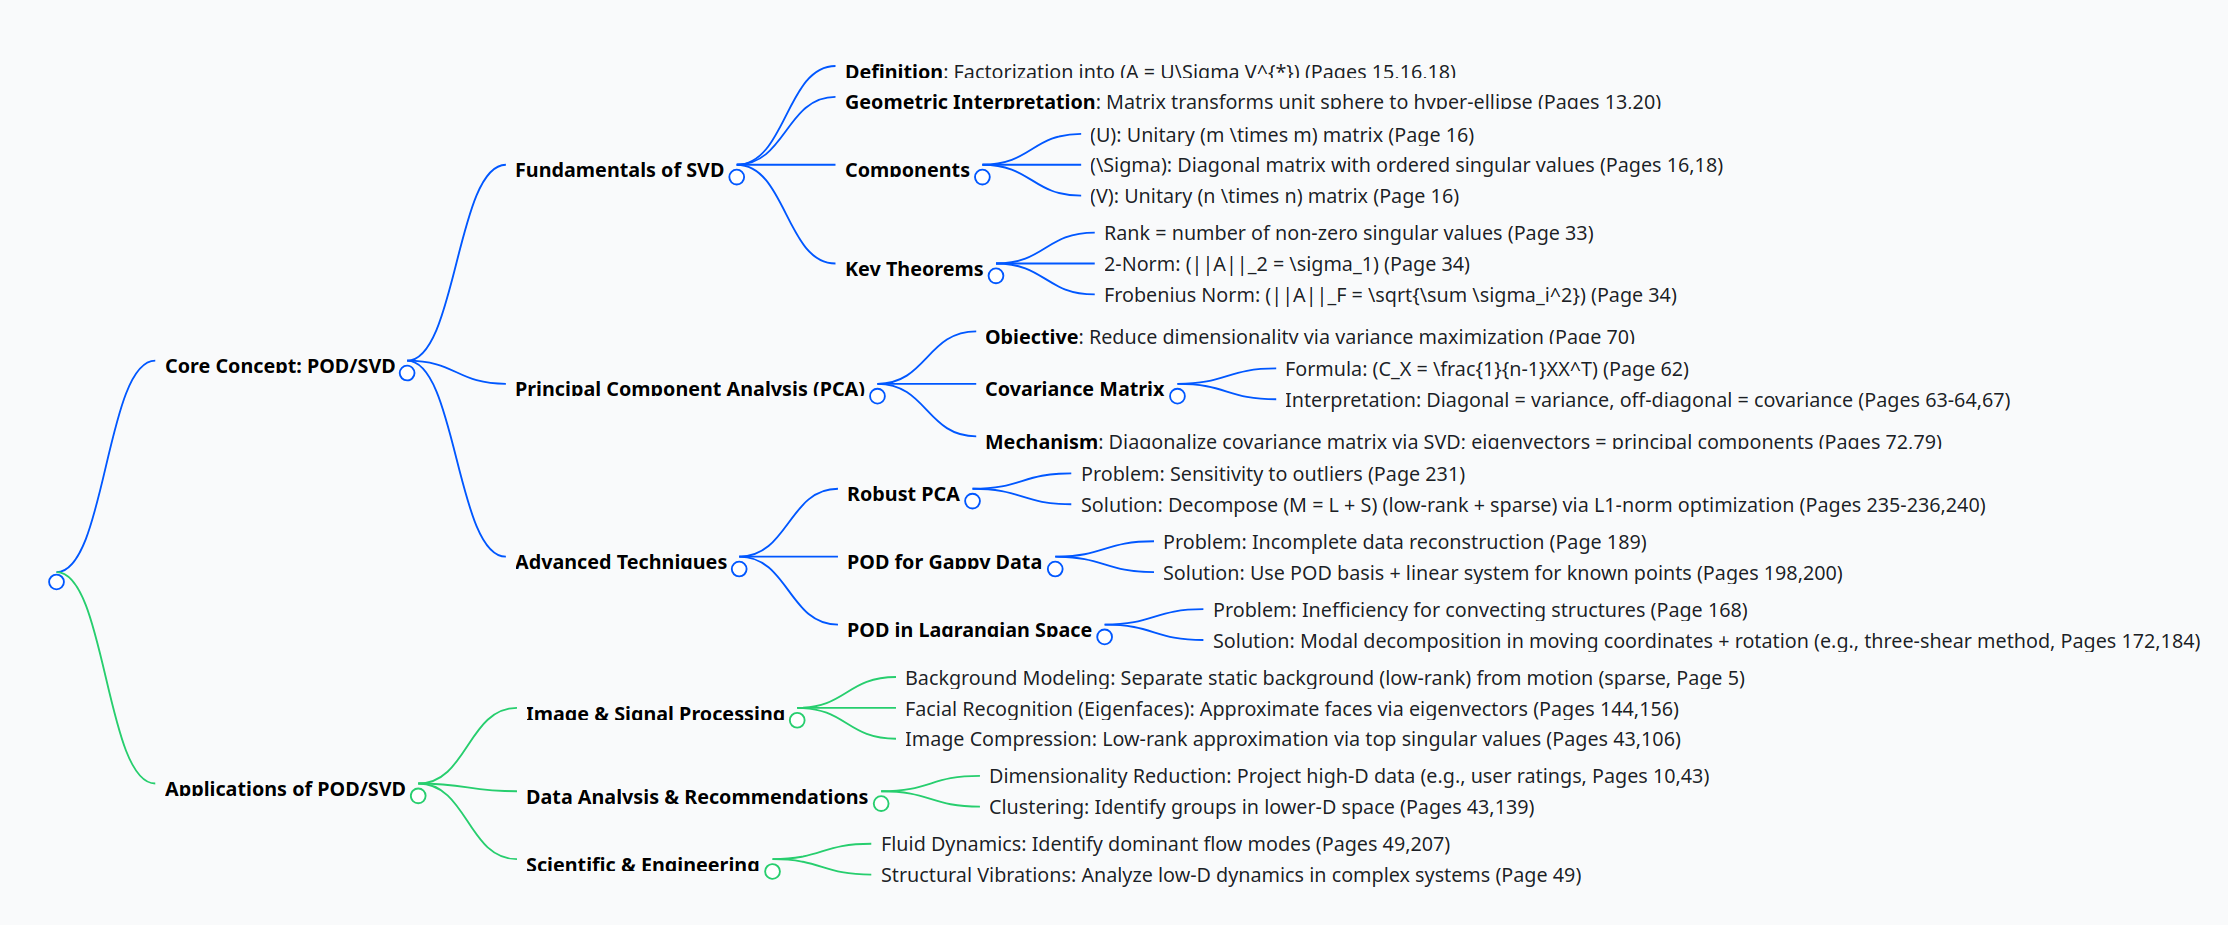 Definition: Factorization into (A = U\Sigma V^{*}) (Pages 15,16,18)
Geometric Interpretation: Matrix transforms unit sphere to hyper-ellipse (Pages 13,20)
Fundamentals of SVD
Components
(U): Unitary (m \times m) matrix (Page 16)
(\Sigma): Diagonal matrix with ordered singular values (Pages 16,18)
(V): Unitary (n \times n) matrix (Page 16)
Key Theorems
Rank = number of non-zero singular values (Page 33)
2-Norm: (||A||_2 = \sigma_1) (Page 34)
Frobenius Norm: (||A||_F = \sqrt{\sum \sigma_i^2}) (Page 34)
Core Concept: POD/SVD
Principal Component Analysis (PCA)
Objective: Reduce dimensionality via variance maximization (Page 70)
Covariance Matrix
Formula: (C_X = \frac{1}{n-1}XX^T) (Page 62)
Interpretation: Diagonal = variance, off-diagonal = covariance (Pages 63-64,67)
Mechanism: Diagonalize covariance matrix via SVD; eigenvectors = principal components (Pages 72,79)
Advanced Techniques
Robust PCA
Problem: Sensitivity to outliers (Page 231)
Solution: Decompose (M = L + S) (low-rank + sparse) via L1-norm optimization (Pages 235-236,240)
POD for Gappy Data
Problem: Incomplete data reconstruction (Page 189)
Solution: Use POD basis + linear system for known points (Pages 198,200)
POD in Lagrangian Space
Problem: Inefficiency for convecting structures (Page 168)
Solution: Modal decomposition in moving coordinates + rotation (e.g., three-shear method, Pages 172,184)
Applications of POD/SVD
Image & Signal Processing
Background Modeling: Separate static background (low-rank) from motion (sparse, Page 5)
Facial Recognition (Eigenfaces): Approximate faces via eigenvectors (Pages 144,156)
Image Compression: Low-rank approximation via top singular values (Pages 43,106)
Data Analysis & Recommendations
Dimensionality Reduction: Project high-D data (e.g., user ratings, Pages 10,43)
Clustering: Identify groups in lower-D space (Pages 43,139)
Scientific & Engineering
Fluid Dynamics: Identify dominant flow modes (Pages 49,207)
Structural Vibrations: Analyze low-D dynamics in complex systems (Page 49)